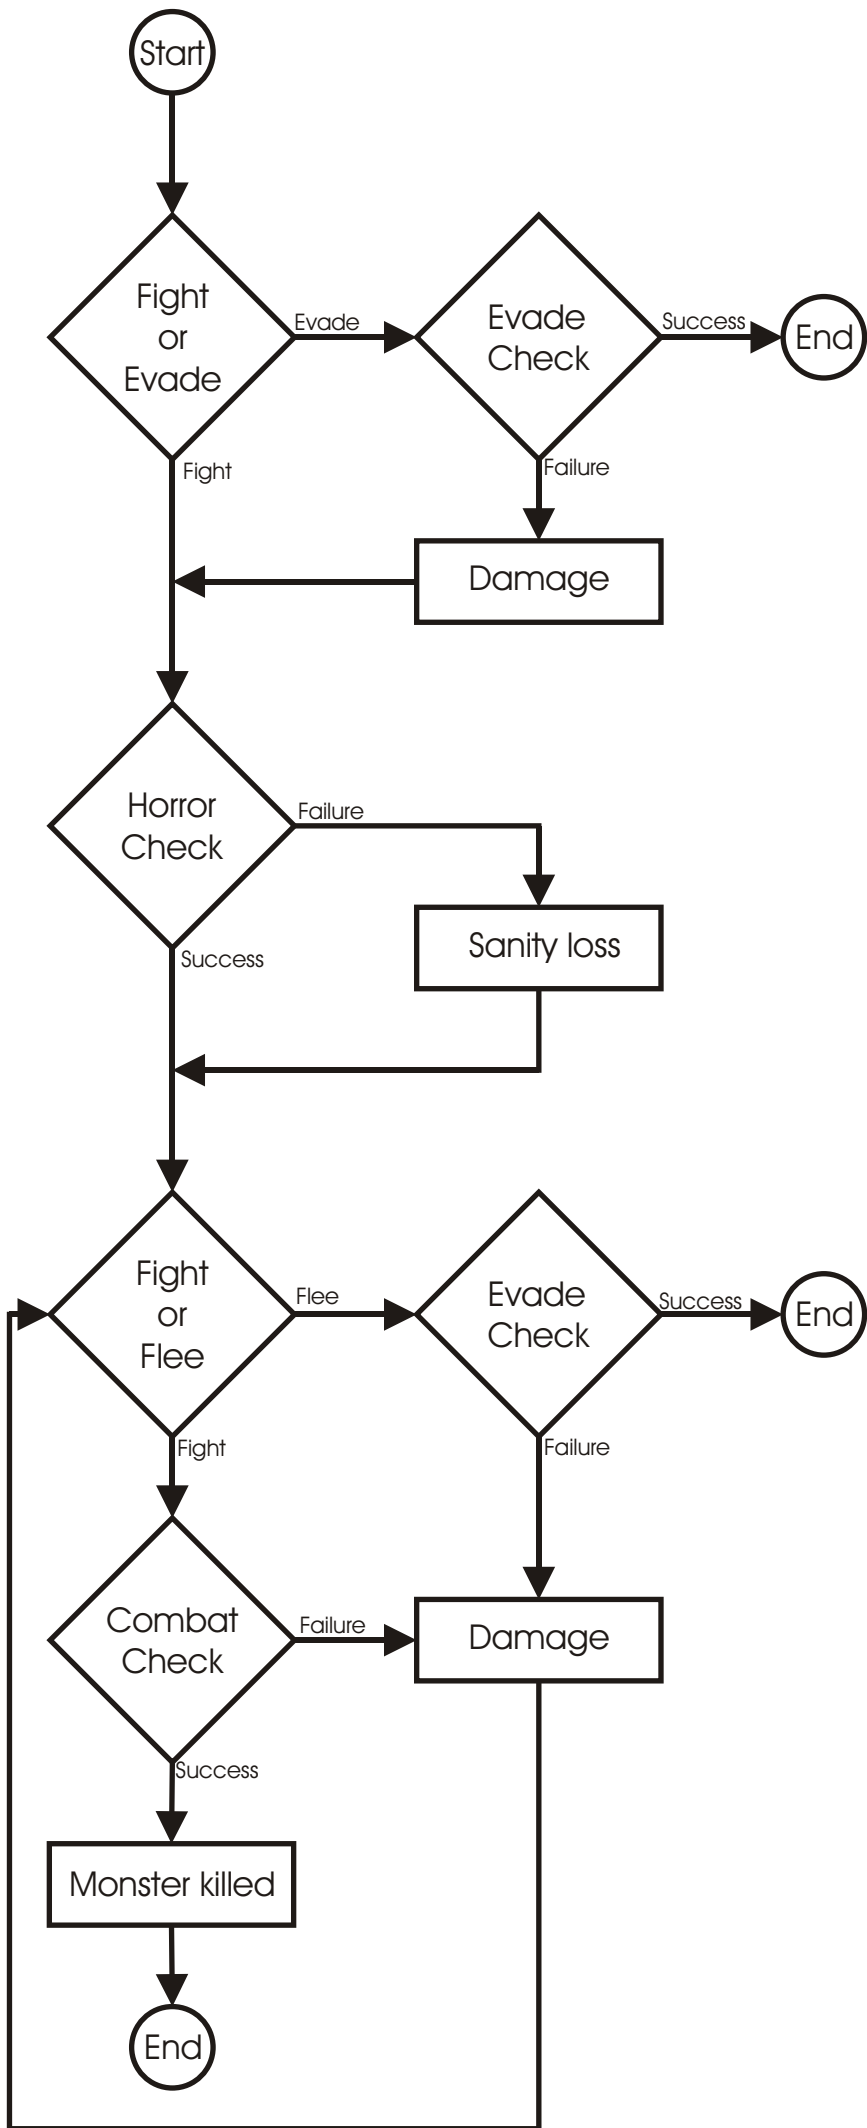 Start
Fight
or
Evade
Evade
Evade
Check
Success
End
Fight
Failure
Damage
Horror
Check
Failure
Sanity loss
Success
Fight
or
Flee
Flee
Evade
Check
Success
End
Fight
Failure
Combat
Check
Failure
Damage
Success
Monster killed
End